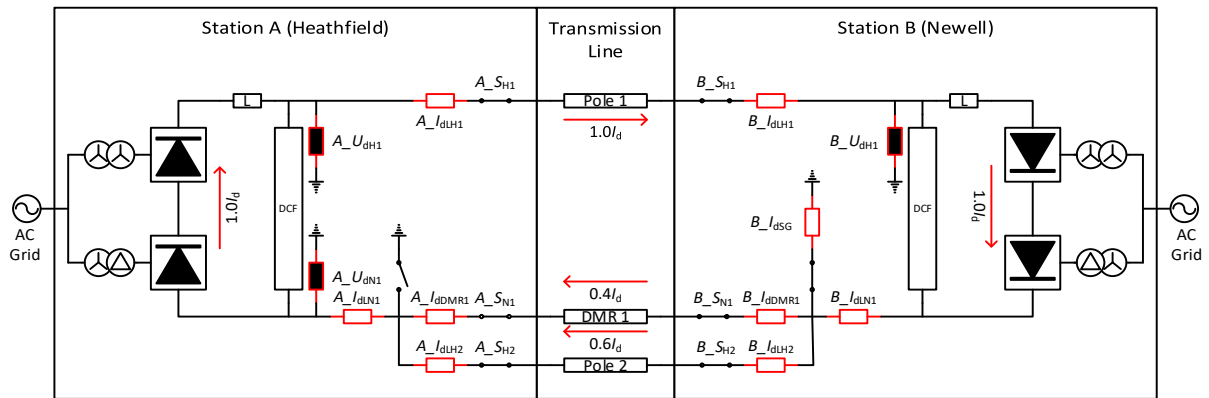 Station A (Heathfield)
Transmission
Line
Station B (Newell)
A_SH1
B_SH1
L
Pole 1
L
A_IdLH1
1.0Id
B_IdLH1
A_UdH1
B_UdH1
1.0Id
DCF
B_IdSG
DCF
1.0Id
AC
Grid
AC
Grid
A_UdN1
0.4Id
A_IdLN1
A_IdDMR1
A_SN1
B_SN1
B_IdDMR1
B_IdLN1
DMR 1
A_SH2
0.6Id
B_SH2
A_IdLH2
B_IdLH2
Pole 2